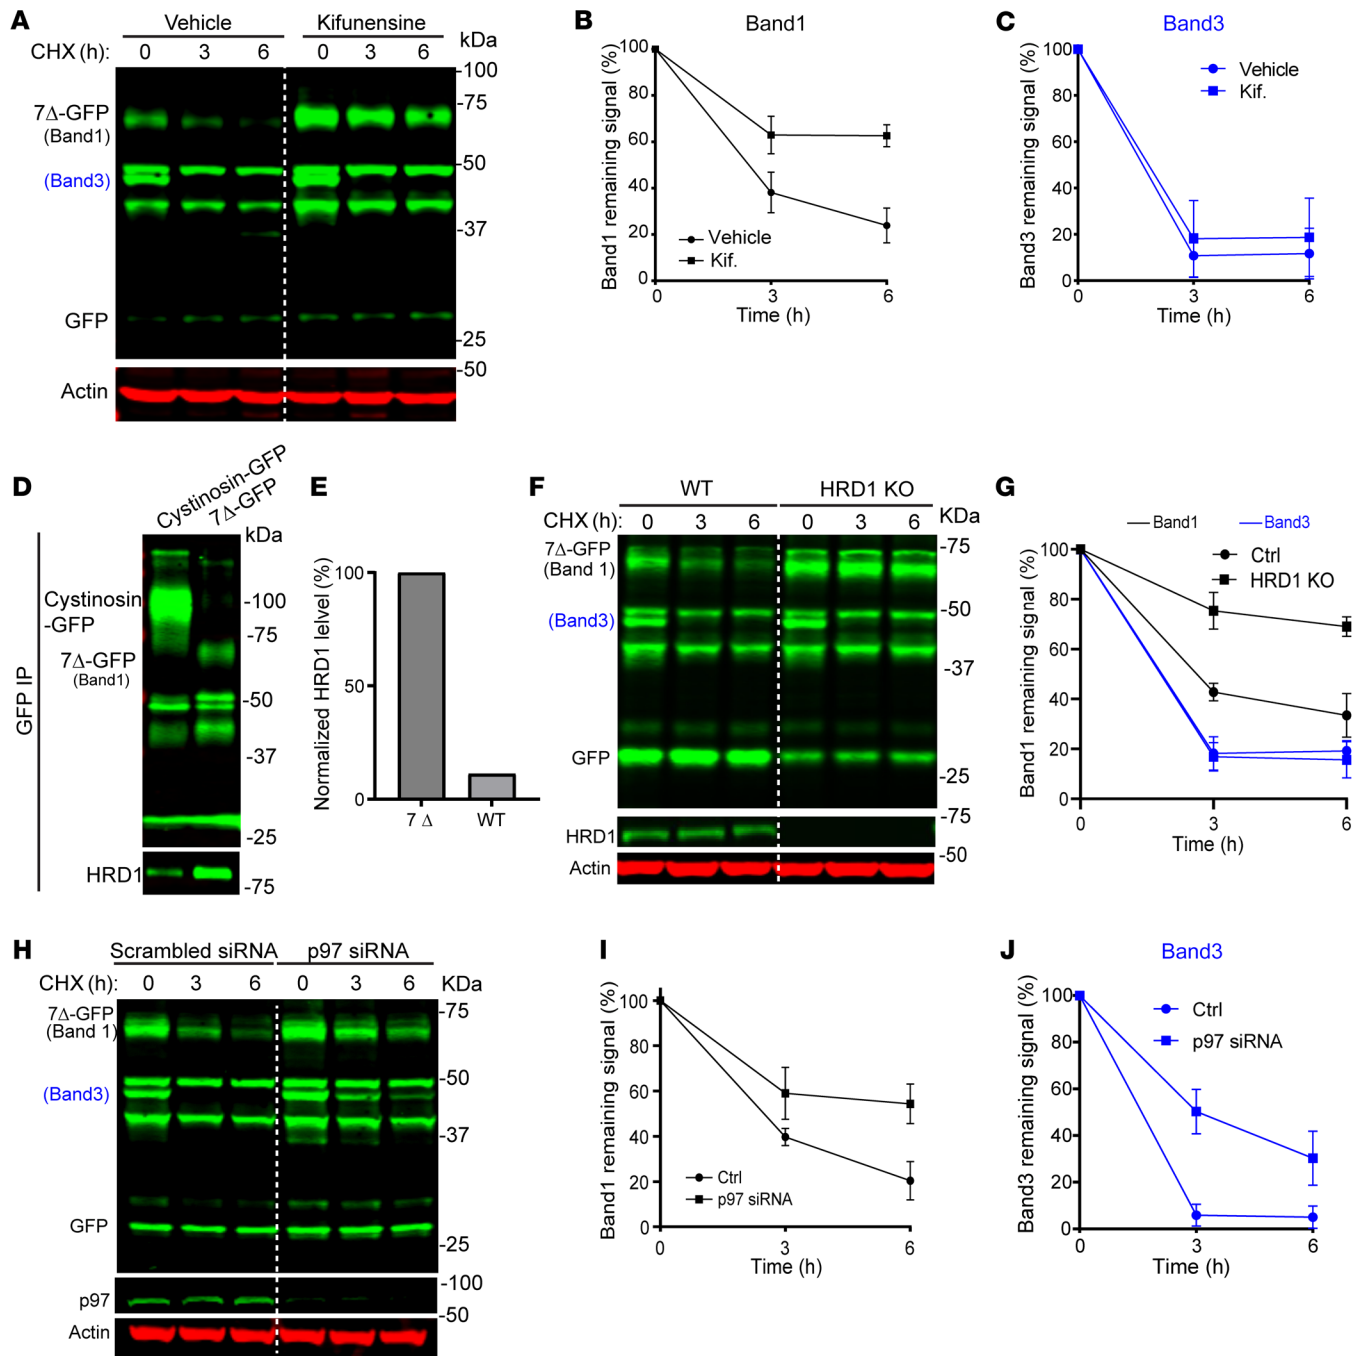 A
Vehicle Kifunensine
CHX (h): 0 3 6 0 3 6 kDa
-100
-75
7Δ-GFP
(Band1)
-50
(Band3)
-37
GFP
-25
-50
Actin
B
Band1
Band1 remaining signal (%)
100
80
60
40
20
0
Vehicle
Kif.
0 3 6
Time (h)
C
Band3
Band3 remaining signal (%)
100
80
60
40
20
0
Vehicle
Kif.
0 3 6
Time (h)
D
Cystinosin-GFP
7Δ-GFP
kDa
GFP IP
Cystinosin
-GFP
-100
-75
7Δ-GFP
(Band1)
-50
-37
-25
HRD1
-75
E
Normalized HRD1 level (%)
100
50
0
7 Δ WT
F
WT HRD1 KO
CHX (h): 0 3 6 0 3 6 KDa
7Δ-GFP
(Band 1)
-75
(Band3)
-50
-37
GFP
-25
-75
HRD1
-50
Actin
G
Band1 Band3
Ctrl
HRD1 KO
Band1 remaining signal (%)
100
80
60
40
20
0
0 3 6
Time (h)
H
Scrambled siRNA p97 siRNA
CHX (h): 0 3 6 0 3 6 KDa
7Δ-GFP
(Band 1)
-75
(Band3)
-50
-37
GFP
-25
-100
p97
-50
Actin
I
Band1 remaining signal (%)
100
80
60
40
20
0
Ctrl
p97 siRNA
0 3 6
Time (h)
J
Band3
Band3 remaining signal (%)
100
80
60
40
20
0
Ctrl
p97 siRNA
0 3 6
Time (h)